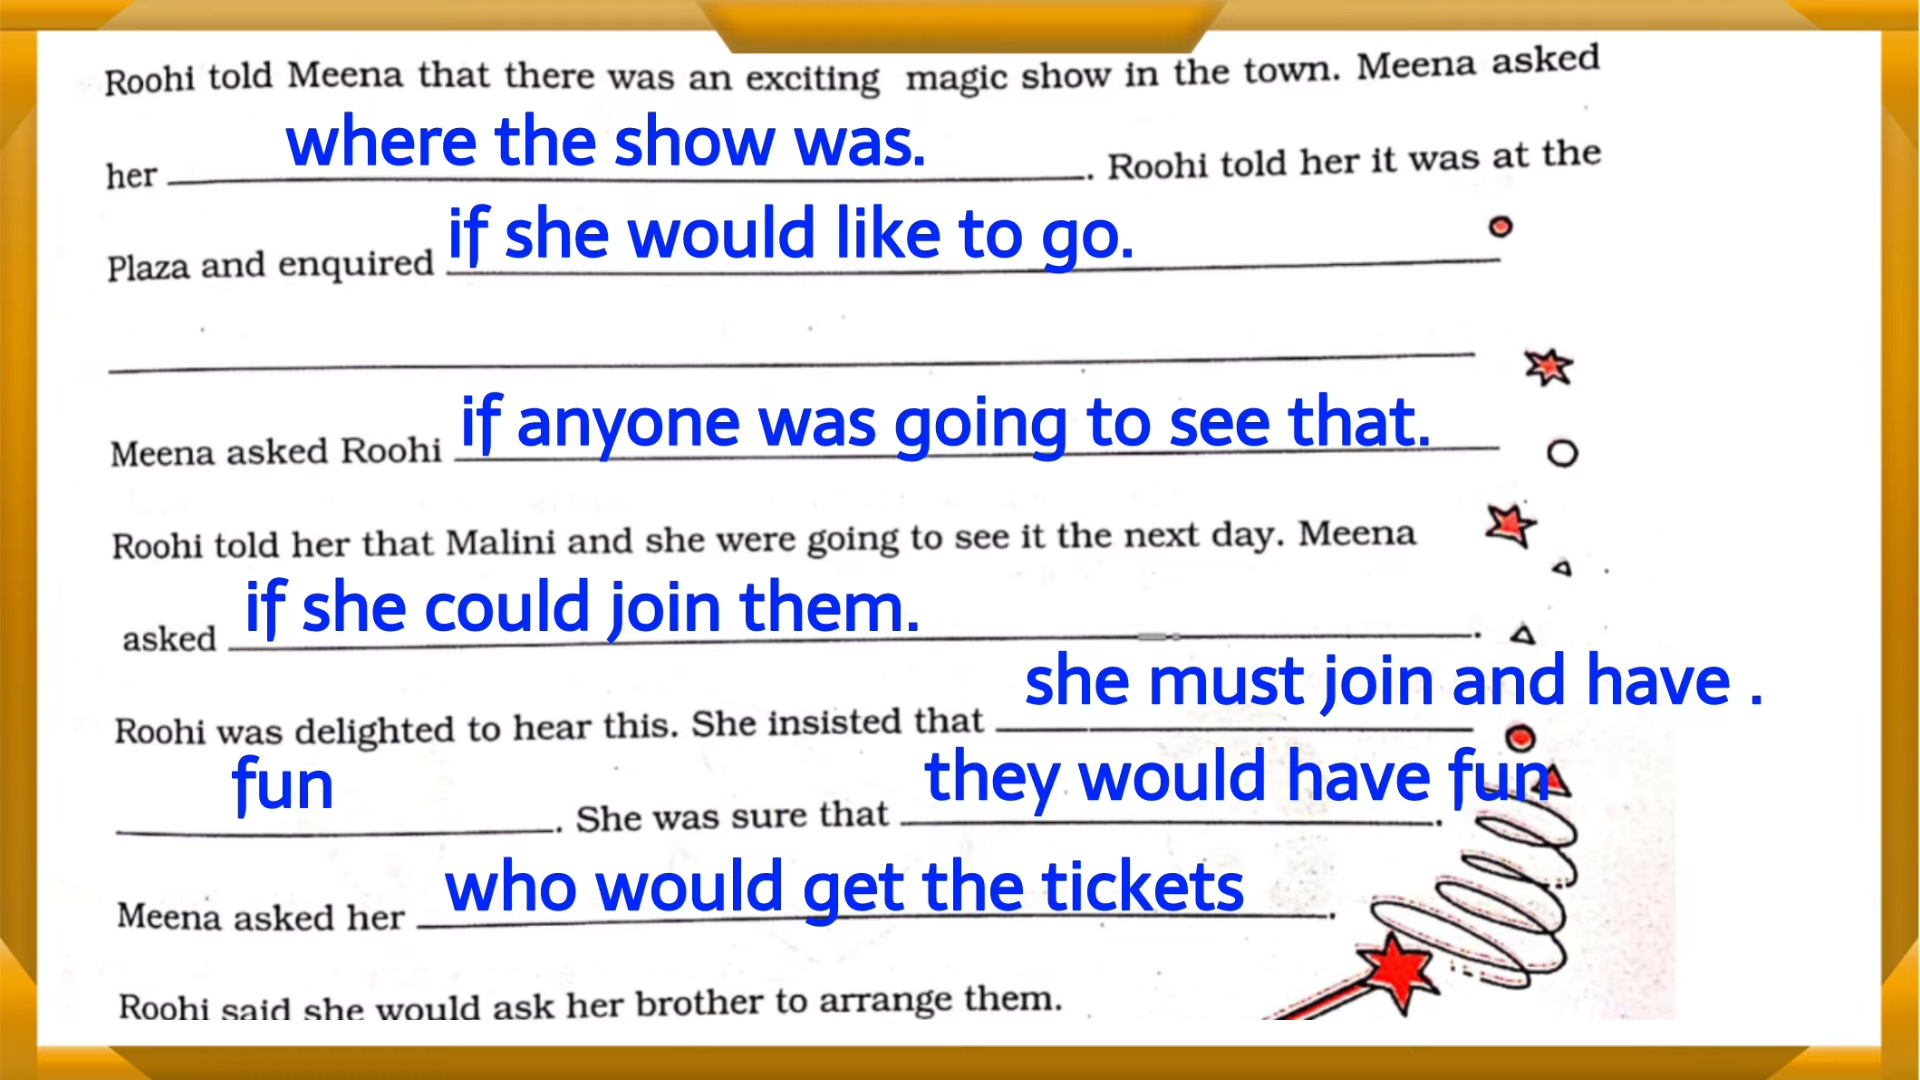 Roohi told Meena that there was an exciting magic show in the town. Meena asked
her where the show was. . Roohi told her it was at the
Plaza and enquired if she would like to go.
Meena asked Roohi if anyone was going to see that.
Roohi told her that Malini and she were going to see it the next day. Meena
asked if she could join them. .
Roohi was delighted to hear this. She insisted that she must join and have .
fun . She was sure that they would have fun .
Meena asked her who would get the tickets .
Roohi said she would ask her brother to arrange them.